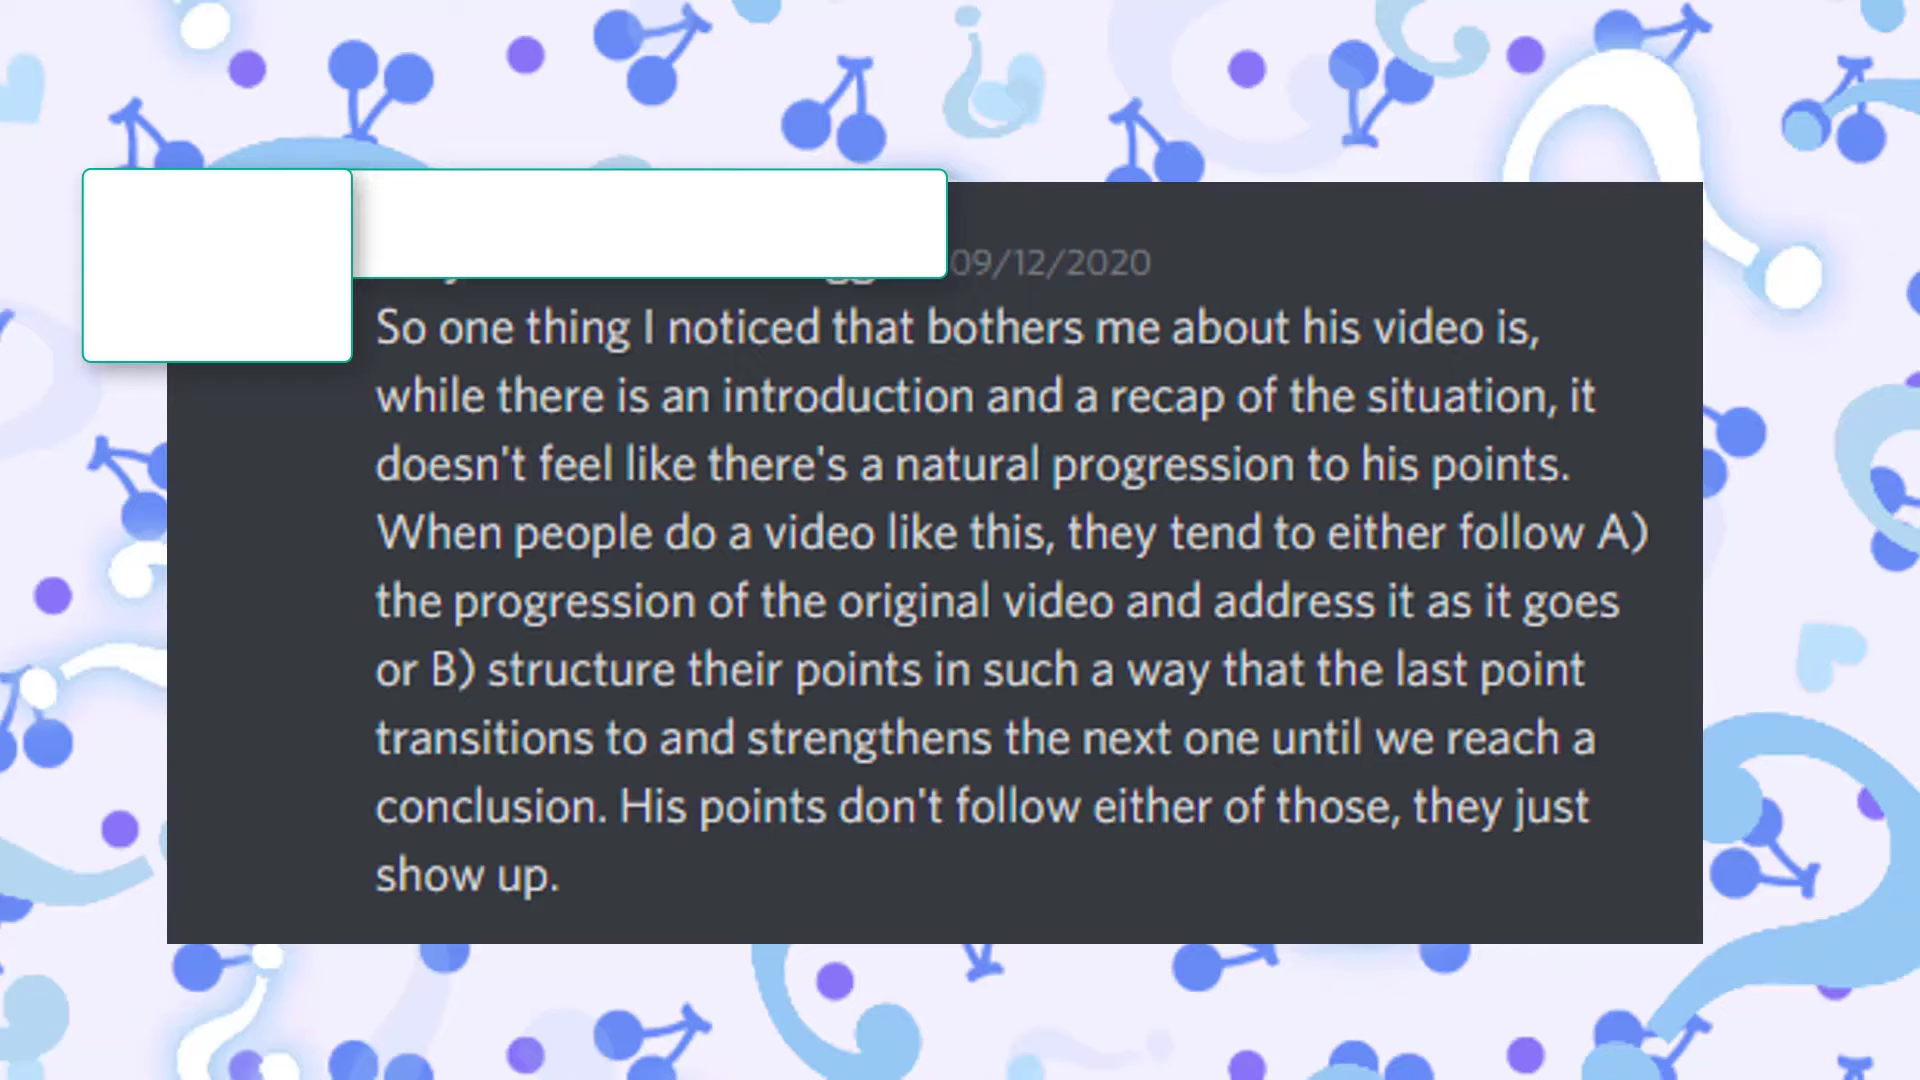 09/12/2020
So one thing I noticed that bothers me about his video is,
while there is an introduction and a recap of the situation, it
doesn't feel like there's a natural progression to his points.
When people do a video like this, they tend to either follow A)
the progression of the original video and address it as it goes
or B) structure their points in such a way that the last point
transitions to and strengthens the next one until we reach a
conclusion. His points don't follow either of those, they just
show up.